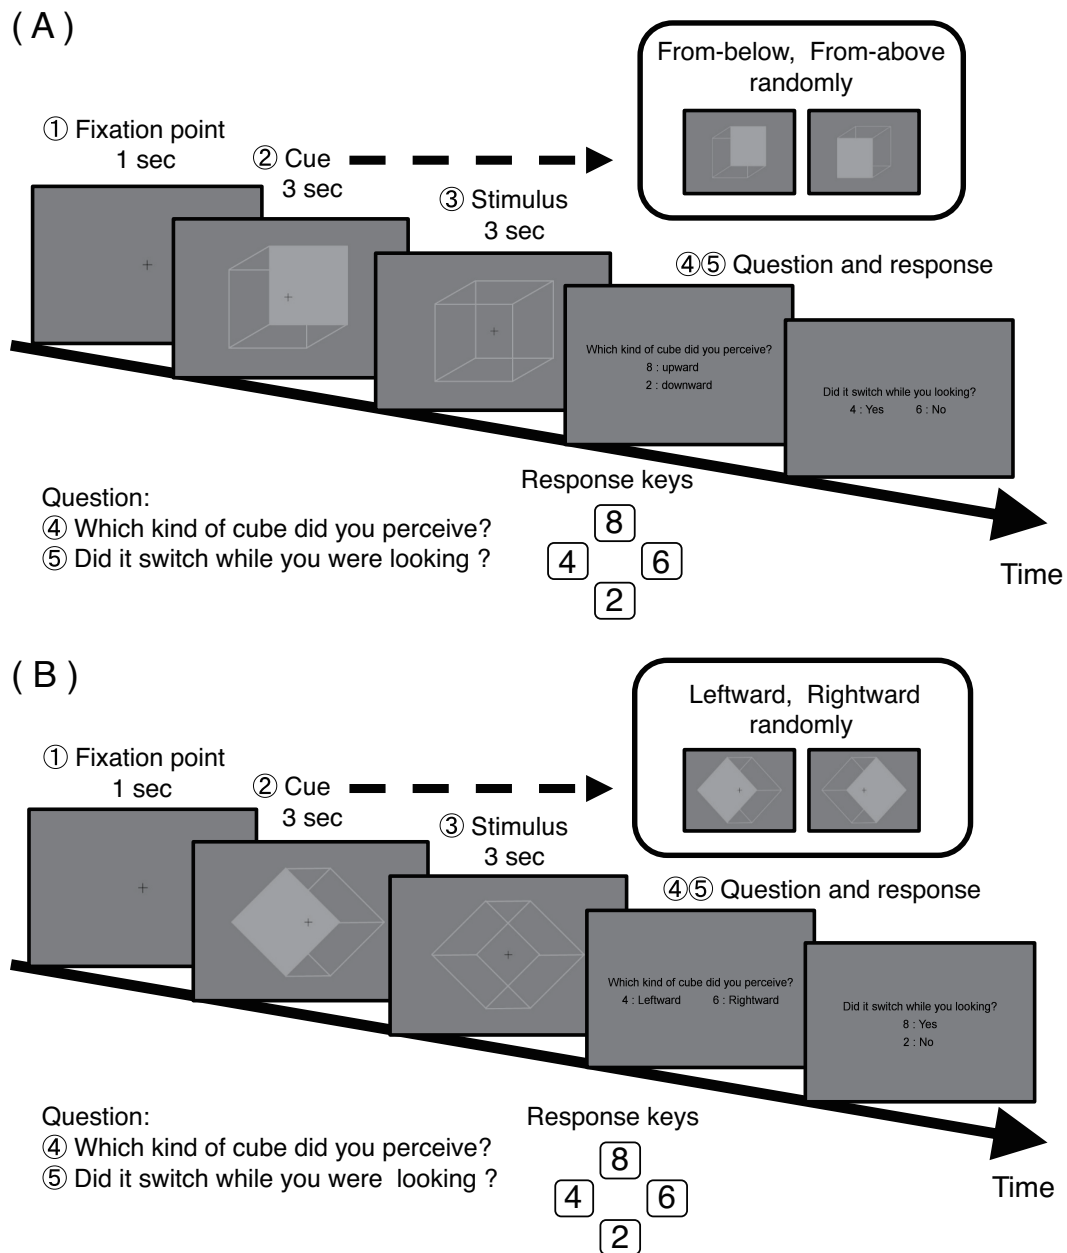 (A)
From-below, From-above
randomly
① Fixation point
1 sec
② Cue
3 sec
③ Stimulus
3 sec
④⑤ Question and response
Which kind of cube did you perceive?
8 : upward
2 : downward
Did it switch while you looking?
4 : Yes 6 : No
Question:
④ Which kind of cube did you perceive?
⑤ Did it switch while you were looking ?
Response keys
8
4 6
2
Time
(B)
Leftward, Rightward
randomly
① Fixation point
1 sec
② Cue
3 sec
③ Stimulus
3 sec
④⑤ Question and response
Which kind of cube did you perceive?
4 : Leftward 6 : Rightward
Did it switch while you looking?
8 : Yes
2 : No
Question:
④ Which kind of cube did you perceive?
⑤ Did it switch while you were looking ?
Response keys
8
4 6
2
Time